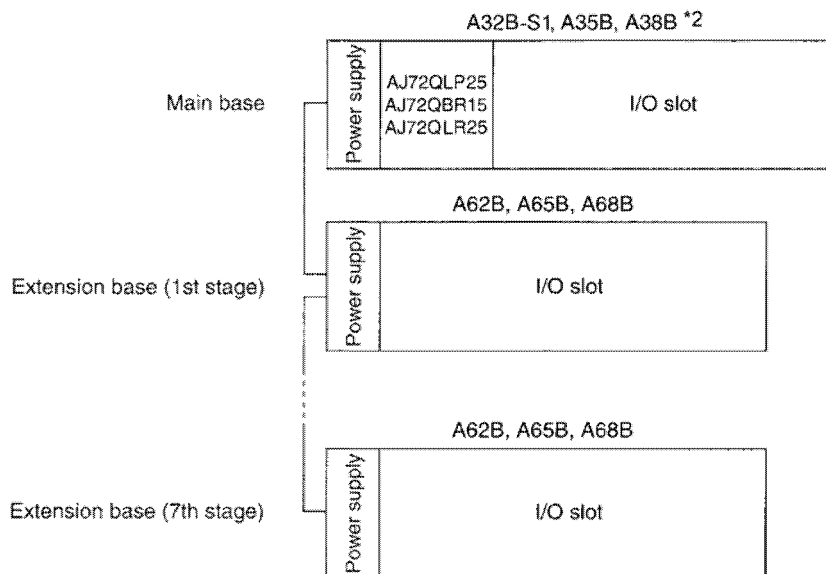 A32B-S1, A35B, A38B *2
Main base
Power supply
AJ72QLP25
AJ72QBR15
AJ72QLR25
I/O slot
A62B, A65B, A68B
Extension base (1st stage)
Power supply
I/O slot
A62B, A65B, A68B
Extension base (7th stage)
Power supply
I/O slot